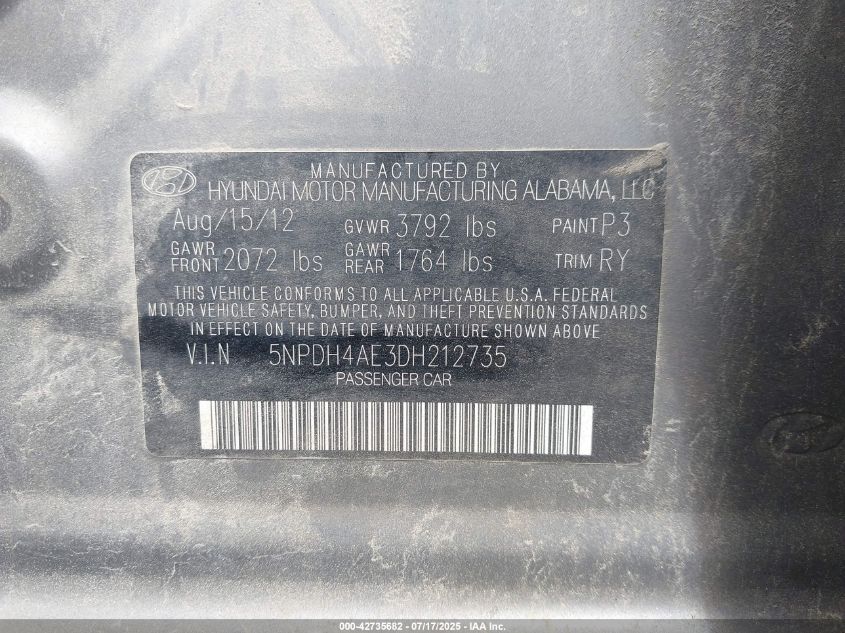 MANUFACTURED BY
HYUNDAI MOTOR MANUFACTURING ALABAMA, LLC
Aug/15/12 GVWR 3792 lbs PAINT P3
GAWR FRONT 2072 lbs GAWR REAR 1764 lbs TRIM RY
THIS VEHICLE CONFORMS TO ALL APPLICABLE U.S.A. FEDERAL
MOTOR VEHICLE SAFETY, BUMPER, AND THEFT PREVENTION STANDARDS
IN EFFECT ON THE DATE OF MANUFACTURE SHOWN ABOVE
V.I.N 5NPDH4AE3DH212735
PASSENGER CAR
000-42735682 - 07/17/2025 - IAA Inc.